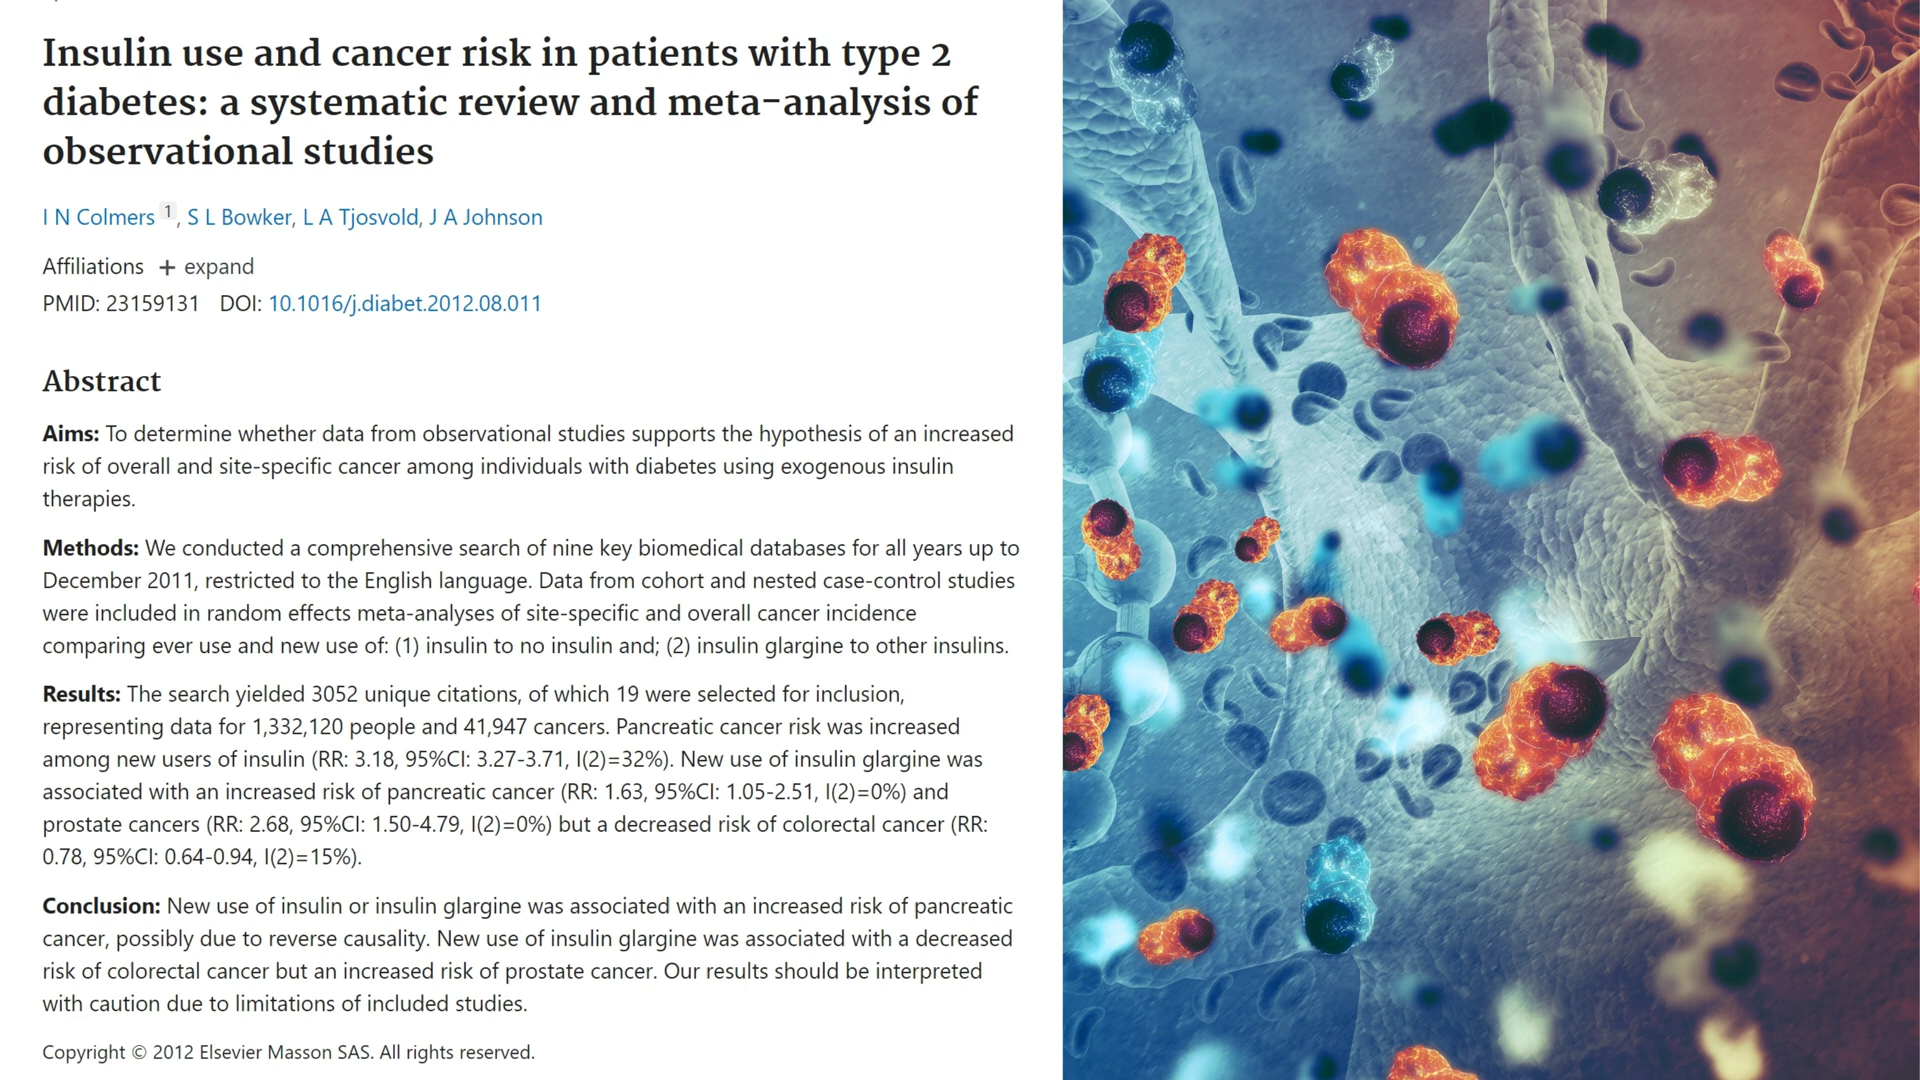 Insulin use and cancer risk in patients with type 2
diabetes: a systematic review and meta-analysis of
observational studies
I N Colmers 1, S L Bowker, L A Tjosvold, J A Johnson
Affiliations + expand
PMID: 23159131 DOI: 10.1016/j.diabet.2012.08.011
Abstract
Aims: To determine whether data from observational studies supports the hypothesis of an increased
risk of overall and site-specific cancer among individuals with diabetes using exogenous insulin
therapies.
Methods: We conducted a comprehensive search of nine key biomedical databases for all years up to
December 2011, restricted to the English language. Data from cohort and nested case-control studies
were included in random effects meta-analyses of site-specific and overall cancer incidence
comparing ever use and new use of: (1) insulin to no insulin and; (2) insulin glargine to other insulins.
Results: The search yielded 3052 unique citations, of which 19 were selected for inclusion,
representing data for 1,332,120 people and 41,947 cancers. Pancreatic cancer risk was increased
among new users of insulin (RR: 3.18, 95%CI: 3.27-3.71, I(2)=32%). New use of insulin glargine was
associated with an increased risk of pancreatic cancer (RR: 1.63, 95%CI: 1.05-2.51, I(2)=0%) and
prostate cancers (RR: 2.68, 95%CI: 1.50-4.79, I(2)=0%) but a decreased risk of colorectal cancer (RR:
0.78, 95%CI: 0.64-0.94, I(2)=15%).
Conclusion: New use of insulin or insulin glargine was associated with an increased risk of pancreatic
cancer, possibly due to reverse causality. New use of insulin glargine was associated with a decreased
risk of colorectal cancer but an increased risk of prostate cancer. Our results should be interpreted
with caution due to limitations of included studies.
Copyright © 2012 Elsevier Masson SAS. All rights reserved.